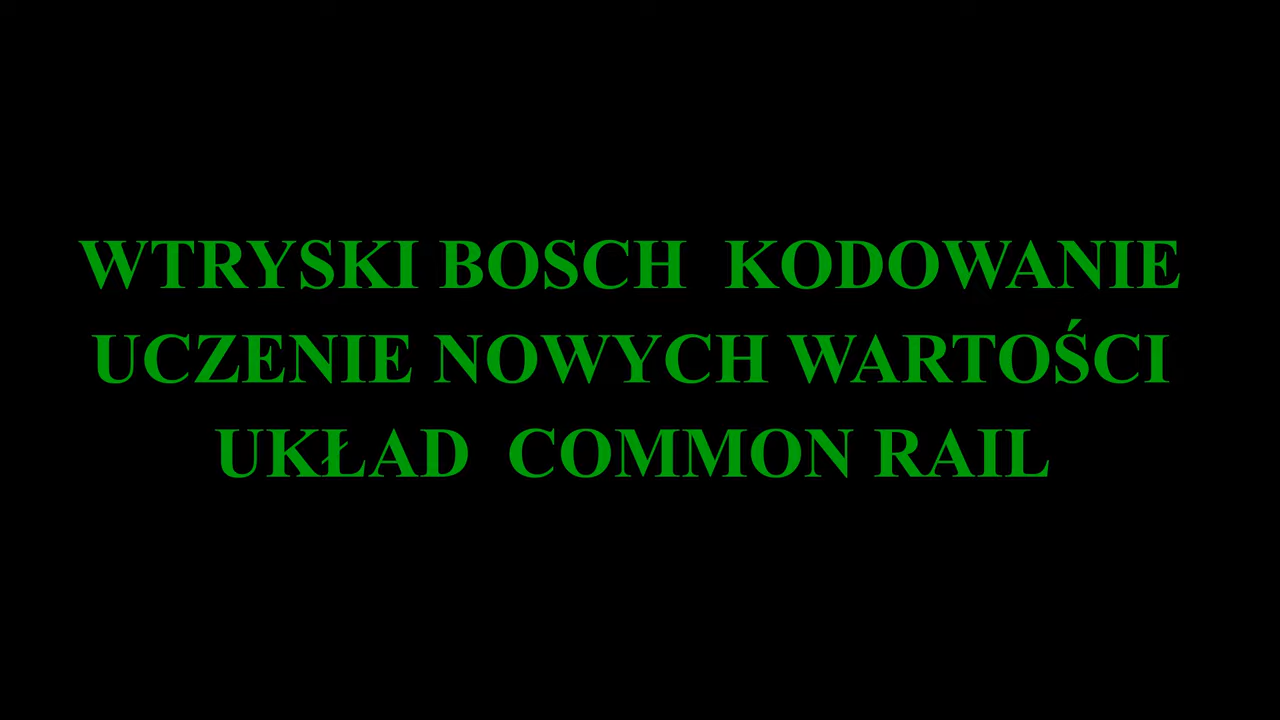 WTRYSKI BOSCH  KODOWANIE
UCZENIE NOWYCH WARTOŚCI
UKŁAD  COMMON RAIL